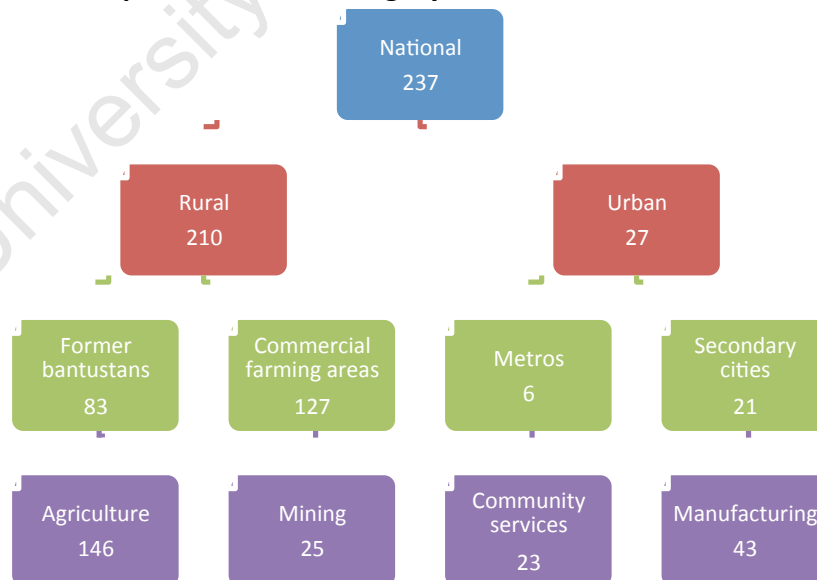 National
237
Rural
210
Urban
27
Former
bantustans
83
Commercial
farming areas
127
Metros
6
Secondary
cities
21
Agriculture
146
Mining
25
Community
services
23
Manufacturing
43